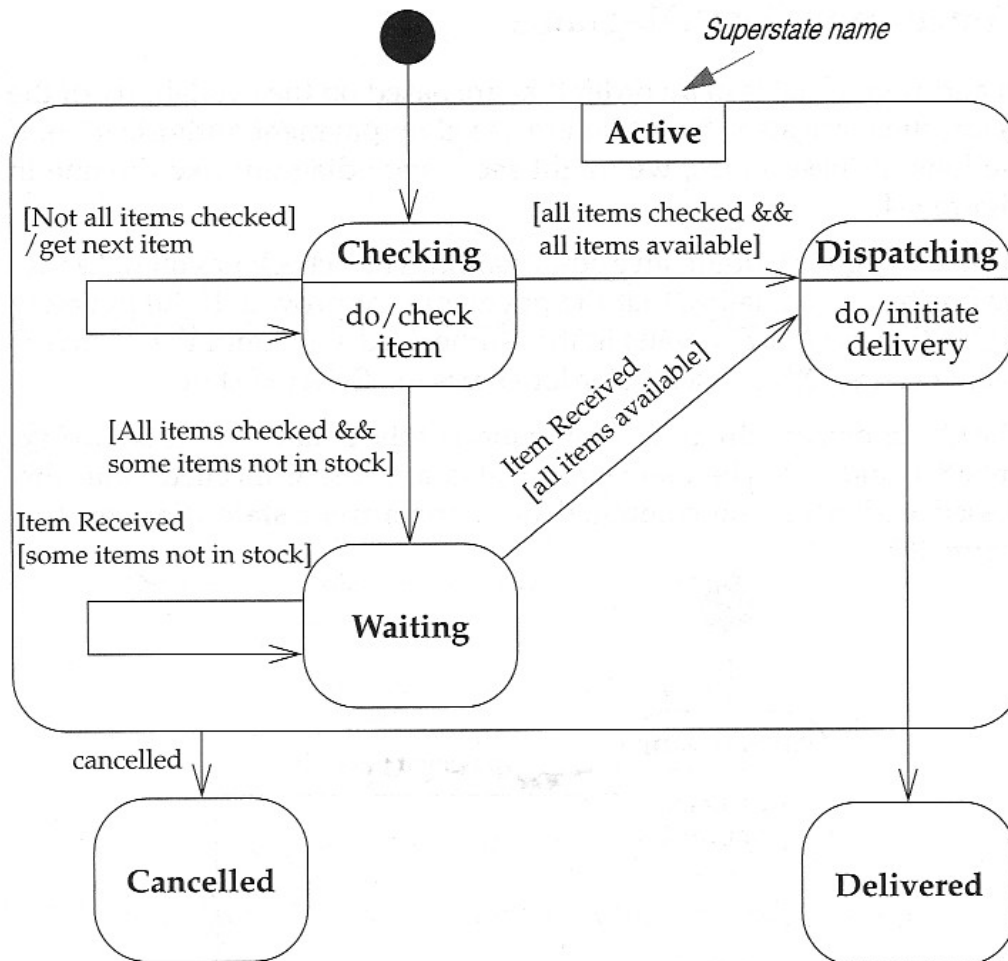 Superstate name
Active
[Not all items checked]
/get next item
Checking
do/check
item
[all items checked &&
all items available]
Dispatching
do/initiate
delivery
[All items checked &&
some items not in stock]
Item Received
[all items available]
Item Received
[some items not in stock]
Waiting
cancelled
Cancelled
Delivered